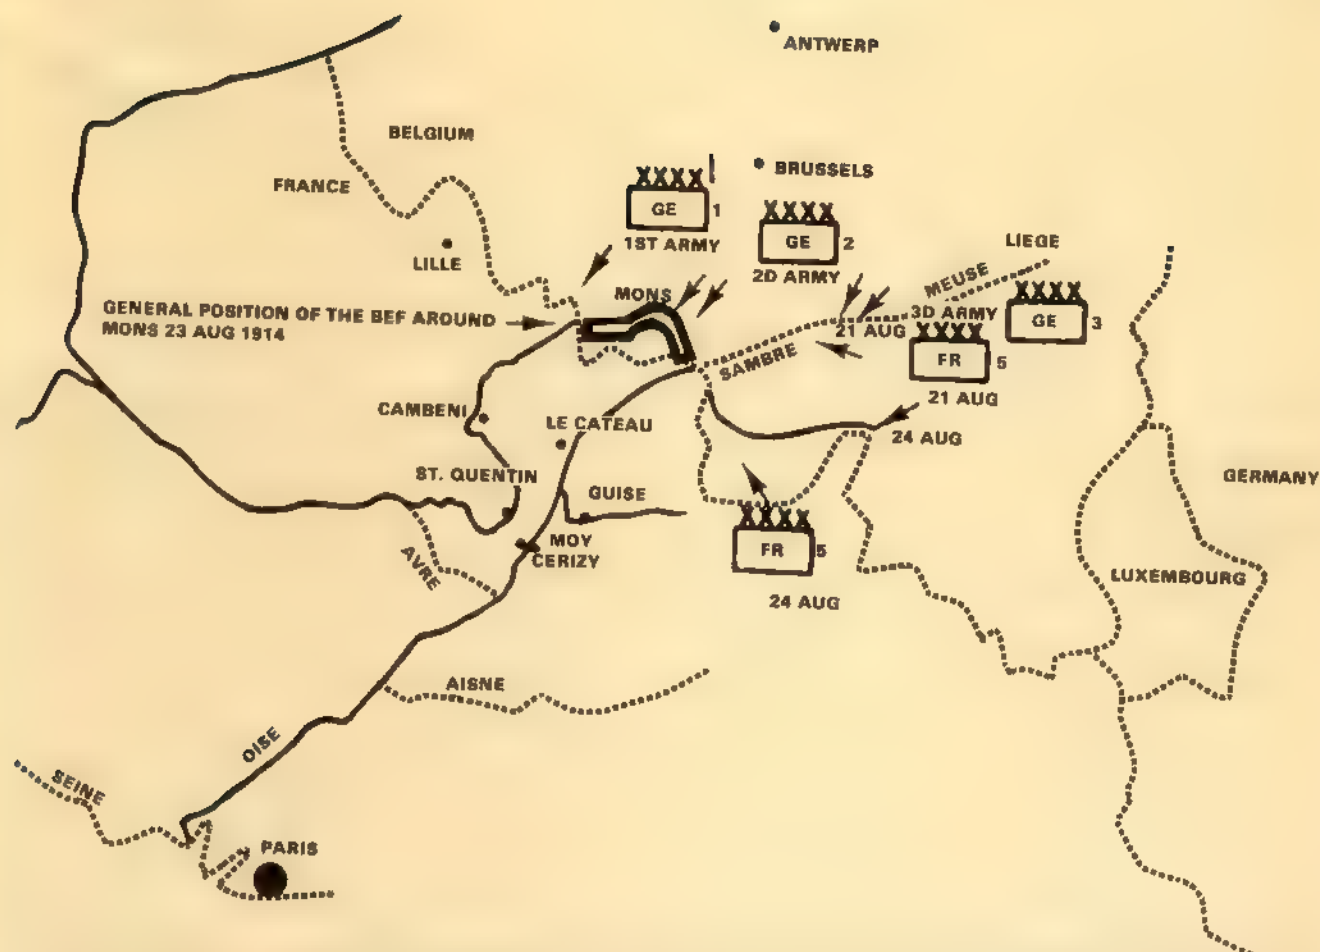 ANTWERP
BELGIUM
FRANCE
BRUSSELS
XXXX
GE 1
1ST ARMY
XXXX
GE 2
2D ARMY
LIEGE
LILLE
MEUSE
MONS
XXXX
GE 3
3D ARMY
GENERAL POSITION OF THE BEF AROUND
MONS 23 AUG 1914
21 AUG
XXXX
FR 5
21 AUG
SAMBRE
CAMBENI
LE CATEAU
24 AUG
ST. QUENTIN
GUISE
GERMANY
XXXX
FR 5
24 AUG
MOY
CERIZY
AVRE
LUXEMBOURG
AISNE
OISE
SEINE
PARIS